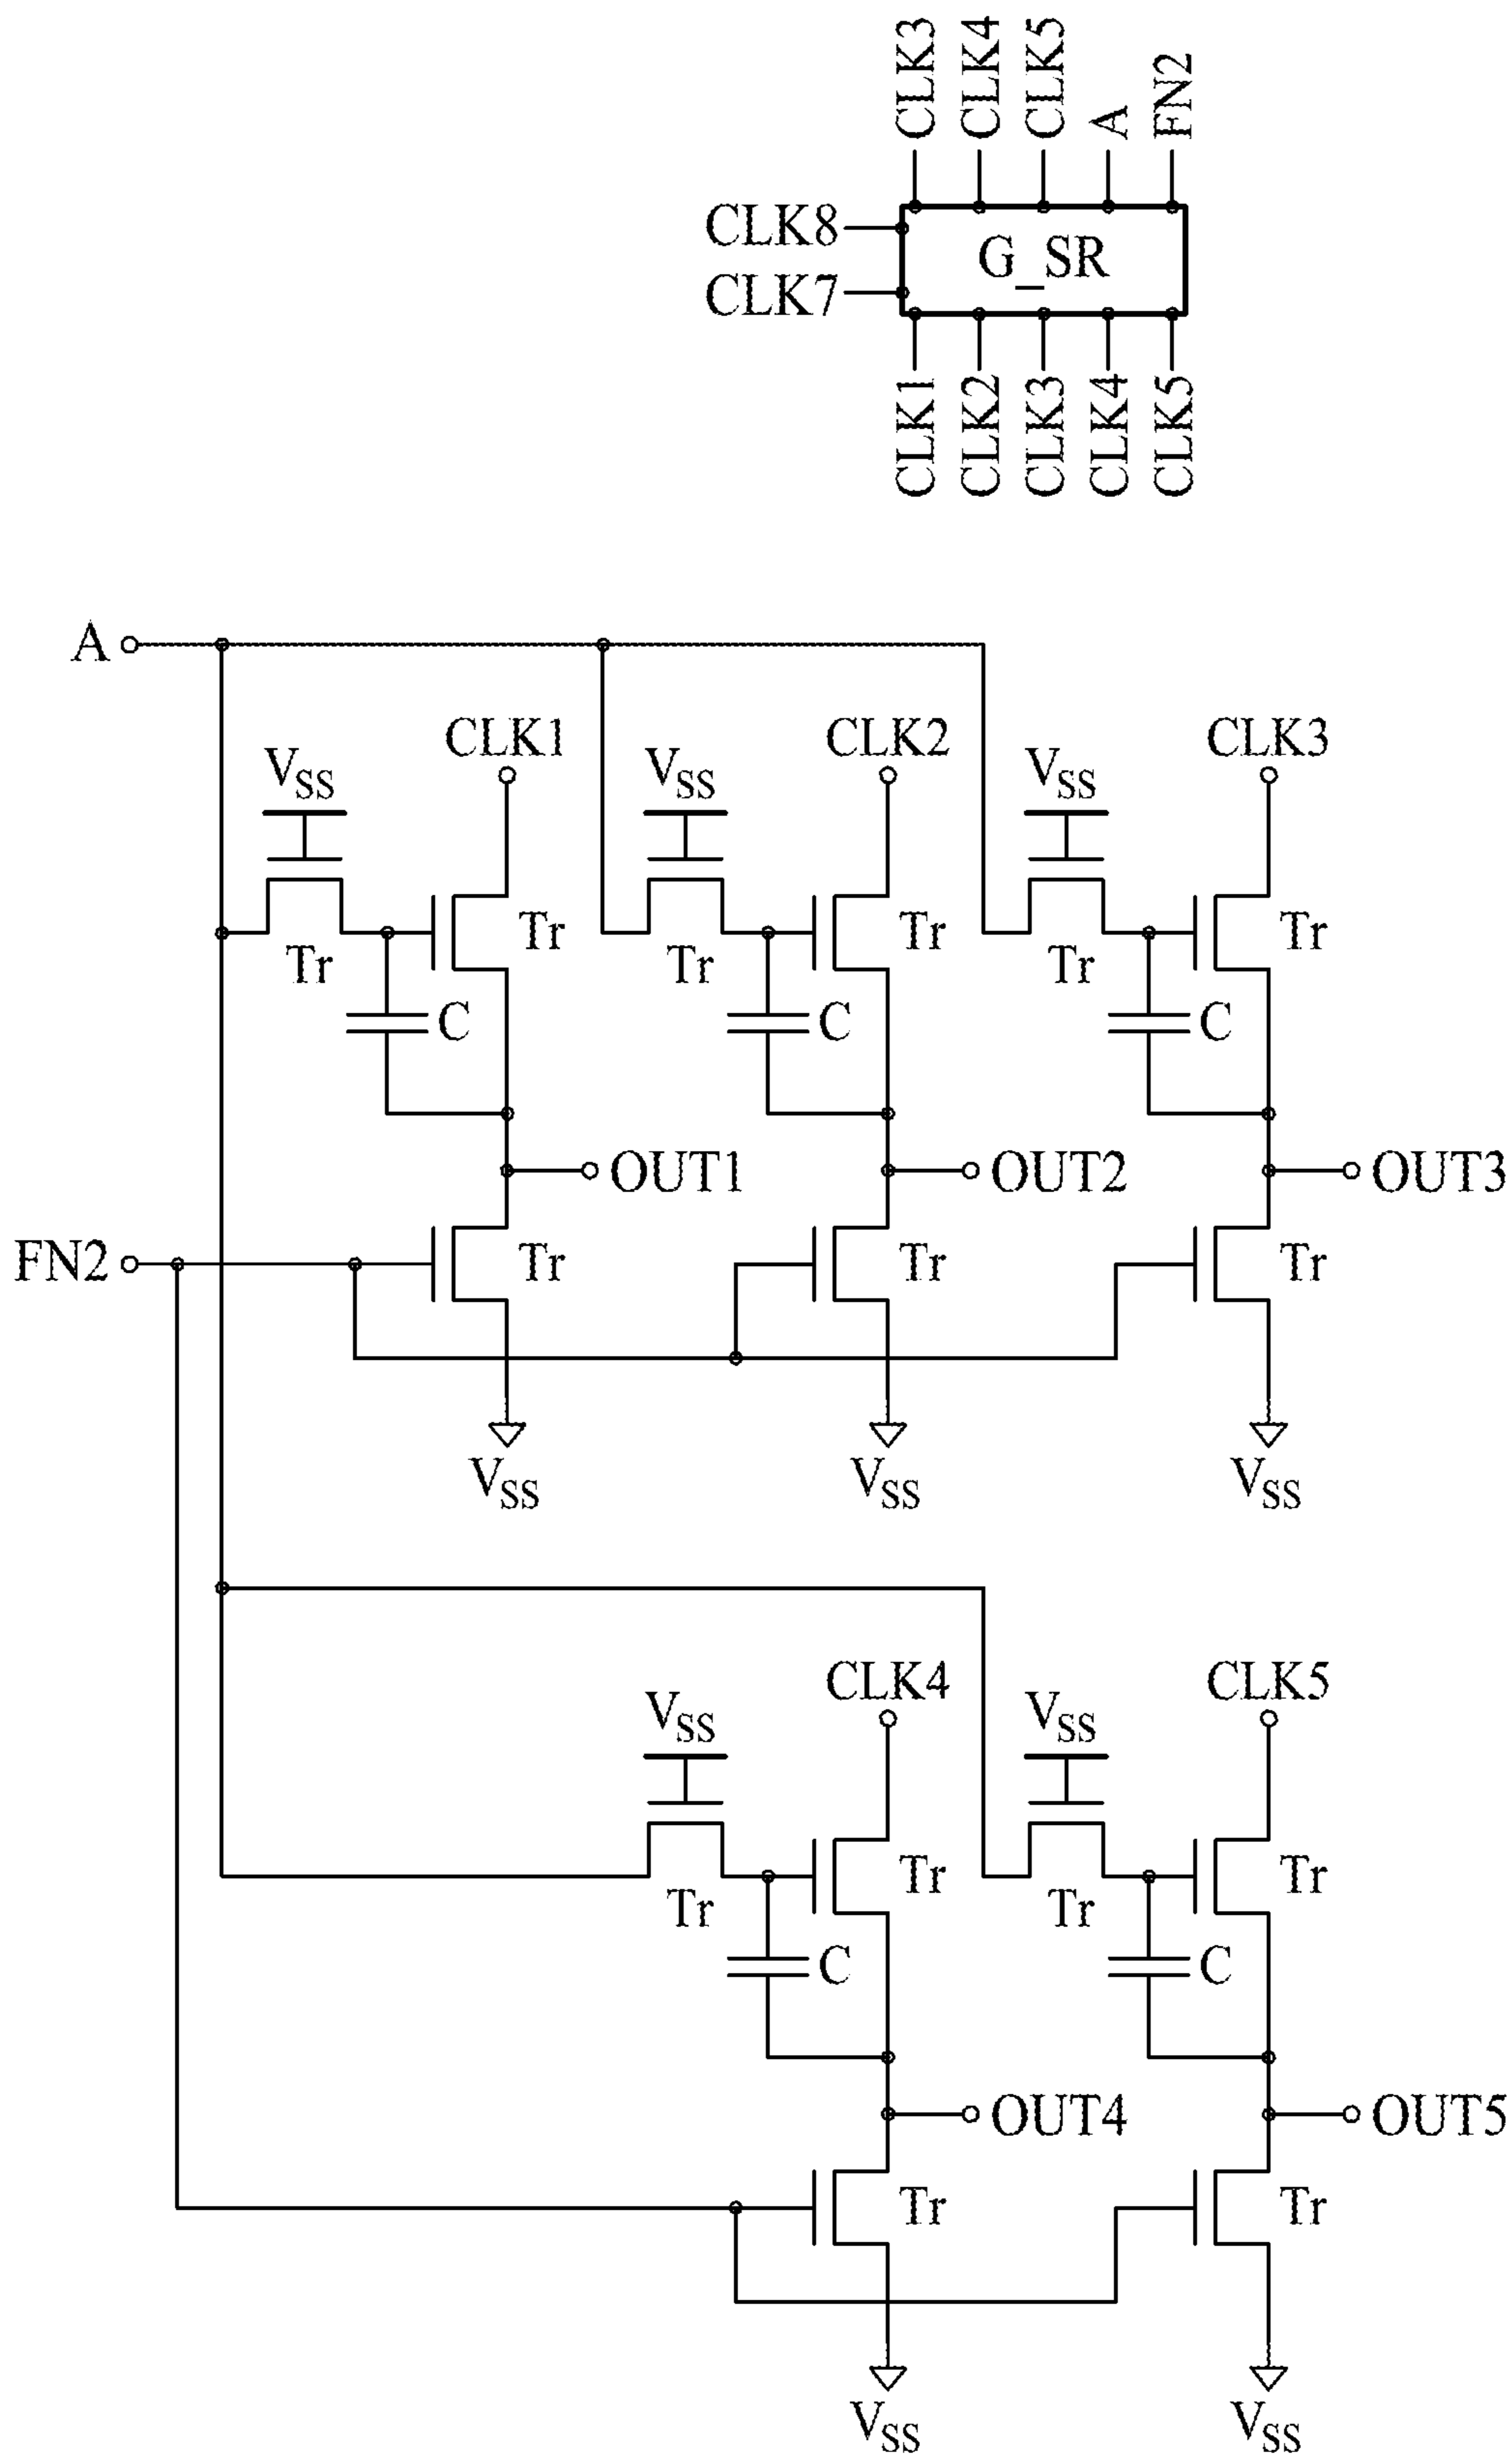 CLK3 CLK4 CLK5 A FN2
CLK8
G_SR
CLK7
CLK1 CLK2 CLK3 CLK4 CLK5
A
CLK1 CLK2 CLK3
VSS VSS VSS
Tr Tr Tr
Tr Tr Tr
C C C
OUT1 OUT2 OUT3
FN2 Tr Tr Tr
VSS VSS VSS
CLK4 CLK5
VSS VSS
Tr Tr
Tr Tr
C C
OUT4 OUT5
Tr Tr
VSS VSS